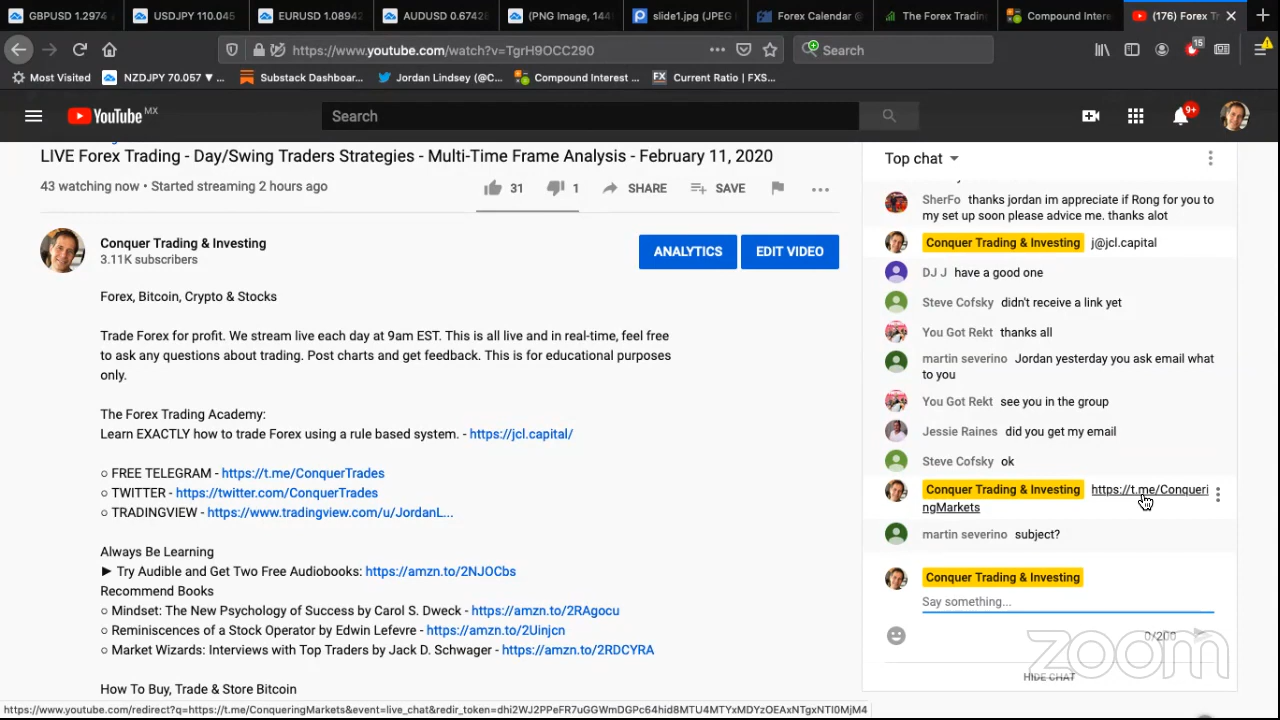 GBPUSD 1.2974
USDJPY 110.045
EURUSD 1.08942
AUDUSD 0.6742
(PNG Image, 144
slide1.jpg (JPEG I
Forex Calendar @
The Forex Tradin
Compound Intere
(176) Forex T
https://www.youtube.com/watch?v=TgrH9OCC290
Search
15
Most Visited
NZDJPY 70.057 ▼ ...
Substack Dashboar...
Jordan Lindsey (@C...
Compound Interest ...
FX Current Ratio | FXS...
YouTube MX
Search
9+
LIVE Forex Trading - Day/Swing Traders Strategies - Multi-Time Frame Analysis - February 11, 2020
43 watching now • Started streaming 2 hours ago
31
1
SHARE
SAVE
Conquer Trading & Investing
3.11K subscribers
ANALYTICS
EDIT VIDEO
Forex, Bitcoin, Crypto & Stocks
Trade Forex for profit. We stream live each day at 9am EST. This is all live and in real-time, feel free
to ask any questions about trading. Post charts and get feedback. This is for educational purposes
only.
The Forex Trading Academy:
Learn EXACTLY how to trade Forex using a rule based system. - https://jcl.capital/
○ FREE TELEGRAM - https://t.me/ConquerTrades
○ TWITTER - https://twitter.com/ConquerTrades
○ TRADINGVIEW - https://www.tradingview.com/u/JordanL...
Always Be Learning
► Try Audible and Get Two Free Audiobooks: https://amzn.to/2NJOCbs
Recommend Books
○ Mindset: The New Psychology of Success by Carol S. Dweck - https://amzn.to/2RAgocu
○ Reminiscences of a Stock Operator by Edwin Lefevre - https://amzn.to/2Uinjcn
○ Market Wizards: Interviews with Top Traders by Jack D. Schwager - https://amzn.to/2RDCYRA
How To Buy, Trade & Store Bitcoin
Top chat
SherFo thanks jordan im appreciate if Rong for you to
my set up soon please advice me. thanks alot
Conquer Trading & Investing j@jcl.capital
DJ J have a good one
Steve Cofsky didn't receive a link yet
You Got Rekt thanks all
martin severino Jordan yesterday you ask email what
to you
You Got Rekt see you in the group
Jessie Raines did you get my email
Steve Cofsky ok
Conquer Trading & Investing https://t.me/Conqueri
ngMarkets
martin severino subject?
Conquer Trading & Investing
Say something...
0/200
HIDE CHAT
zoom
https://www.youtube.com/redirect?q=https://t.me/ConqueringMarkets&event=live_chat&redir_token=dhi2WJ2PPeFR7uGGWmDGPc64hid8MTU4MTYxMDYzOEAxNTgxNTI0MjM4